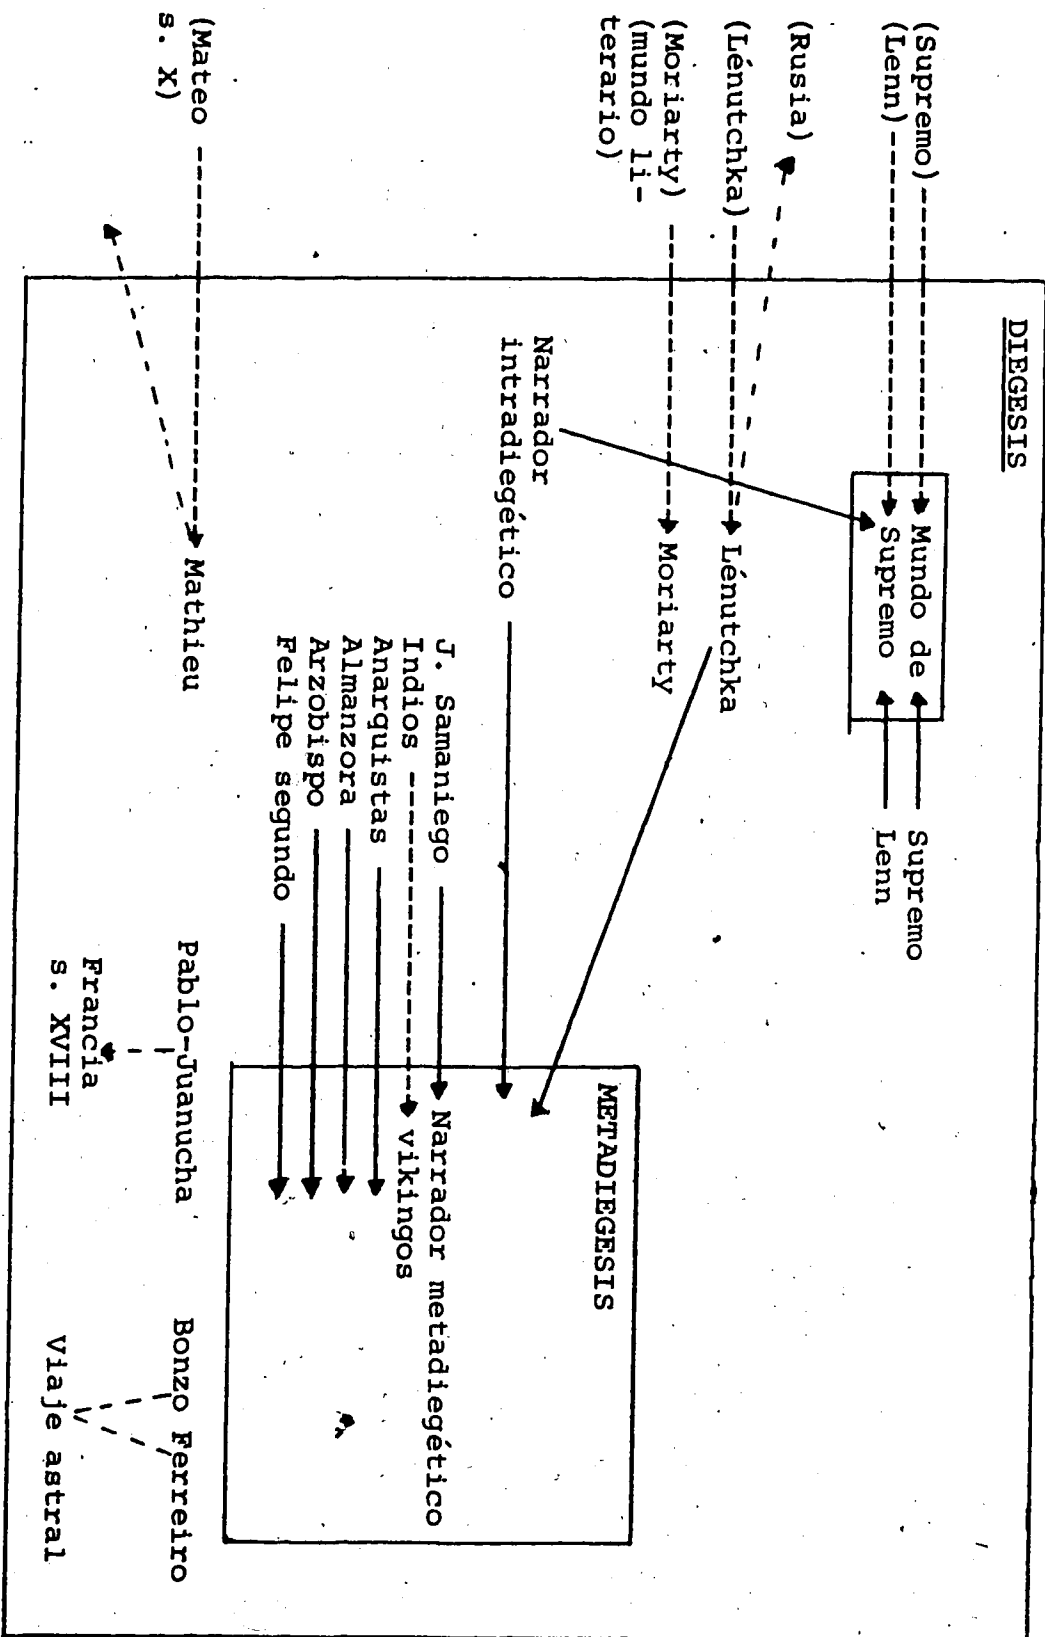 (Supremo)
(Lenn)
(Rusia)
(Lénutchka)
(Moriarty)
(mundo li-
terario)
(Mateo
s. X)
DIEGESIS
Mundo de
Supremo
Supremo
Lenn
Narrador
intradiegético
Lénutchka
Moriarty
Mathieu
J. Samaniego
Indios
Anarquistas
Almanzora
Arzobispo
Felipe segundo
METADIEGESIS
Narrador metadiegético
vikingos
Pablo-Juanucha
Francia
s. XVIII
Bonzo Ferreiro
Viaje astral